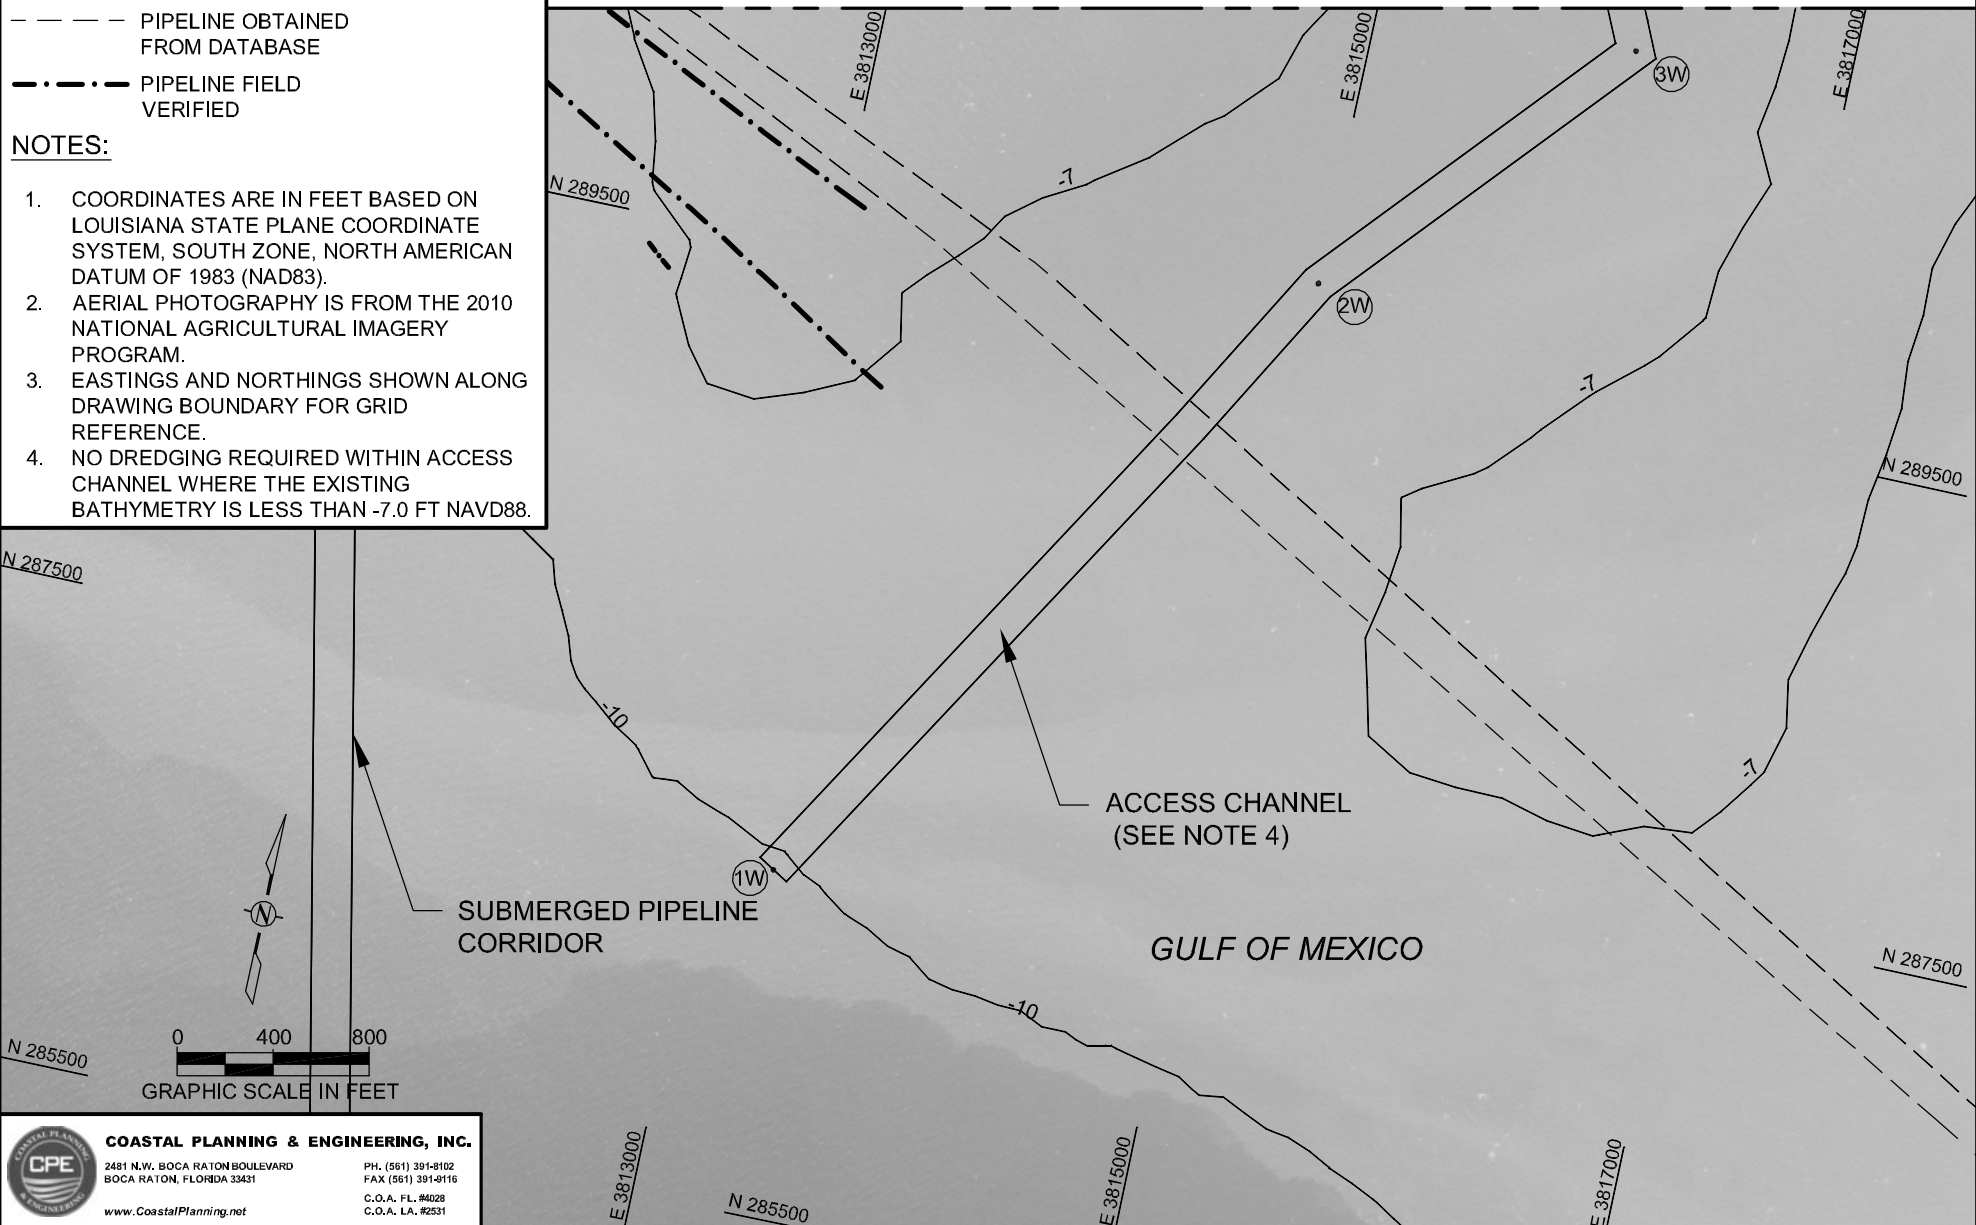 PIPELINE OBTAINED
FROM DATABASE
PIPELINE FIELD
VERIFIED
NOTES:
1. COORDINATES ARE IN FEET BASED ON
LOUISIANA STATE PLANE COORDINATE
SYSTEM, SOUTH ZONE, NORTH AMERICAN
DATUM OF 1983 (NAD83).
2. AERIAL PHOTOGRAPHY IS FROM THE 2010
NATIONAL AGRICULTURAL IMAGERY
PROGRAM.
3. EASTINGS AND NORTHINGS SHOWN ALONG
DRAWING BOUNDARY FOR GRID
REFERENCE.
4. NO DREDGING REQUIRED WITHIN ACCESS
CHANNEL WHERE THE EXISTING
BATHYMETRY IS LESS THAN -7.0 FT NAVD88.
E 3813000
E 3815000
E 3817000
3W
N 289500
-7
2W
-7
N 289500
N 287500
-10
-7
ACCESS CHANNEL
(SEE NOTE 4)
1W
SUBMERGED PIPELINE
CORRIDOR
N
GULF OF MEXICO
N 287500
-10
N 285500
0 400 800
GRAPHIC SCALE IN FEET
COASTAL PLANNING & ENGINEERING
CPE
COASTAL PLANNING & ENGINEERING, INC.
2481 N.W. BOCA RATON BOULEVARD
BOCA RATON, FLORIDA 33431
www.CoastalPlanning.net
PH. (561) 391-8102
FAX (561) 391-9116
C.O.A. FL. #4028
C.O.A. LA. #2531
E 3813000
N 285500
E 3815000
E 3817000